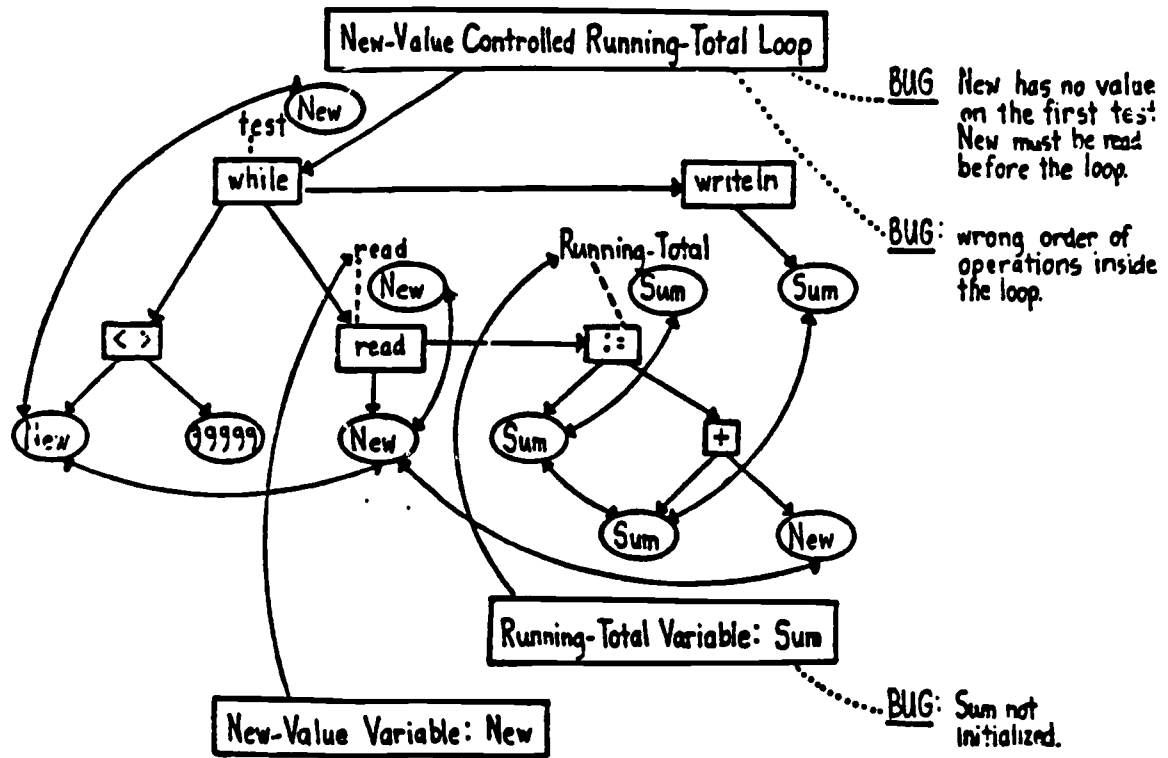 New-Value Controlled Running-Total Loop
BUG New has no value
on the first test.
New must be read
before the loop.
New
test
while
writeln
BUG: wrong order of
operations inside
the loop.
read
Running-Total
New
Sum
Sum
< >
read
:=
New
99999
New
Sum
+
Sum
New
Running-Total Variable: Sum
New-Value Variable: New
BUG: Sum not
initialized.